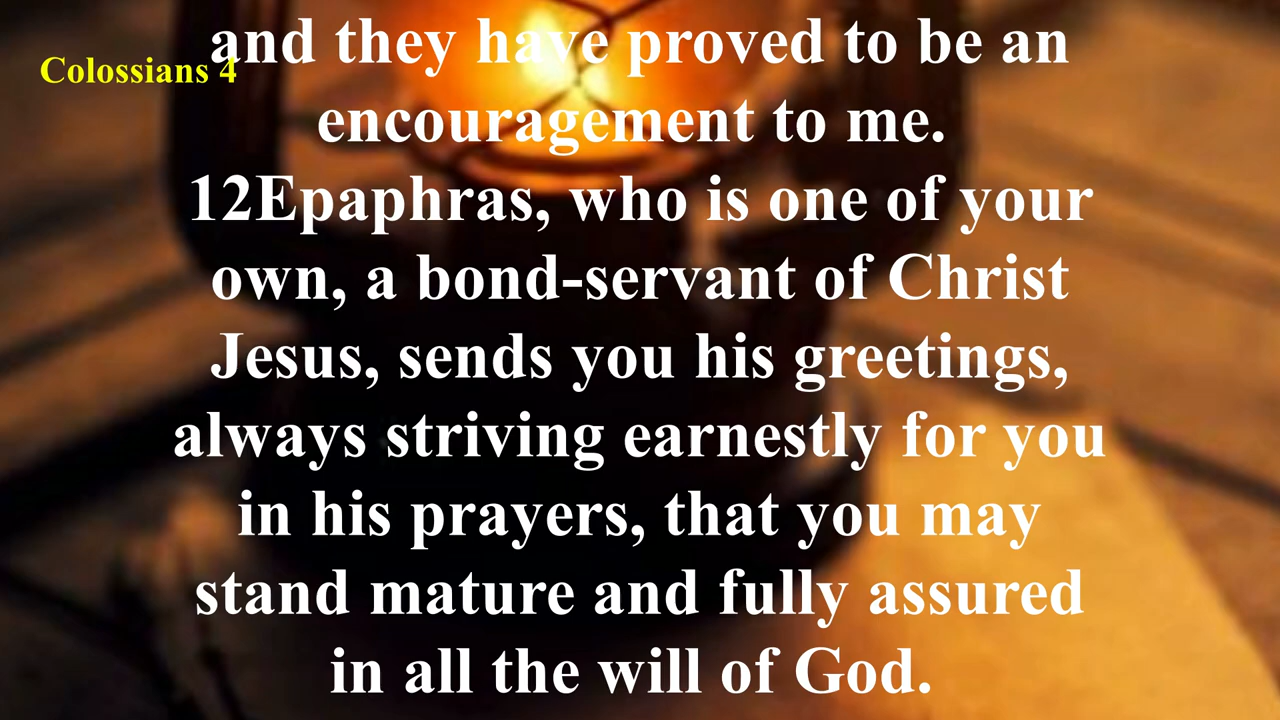 and they have proved to be an
Colossians 4
encouragement to me.
12Epaphras, who is one of your
own, a bond-servant of Christ
Jesus, sends you his greetings,
always striving earnestly for you
in his prayers, that you may
stand mature and fully assured
in all the will of God.